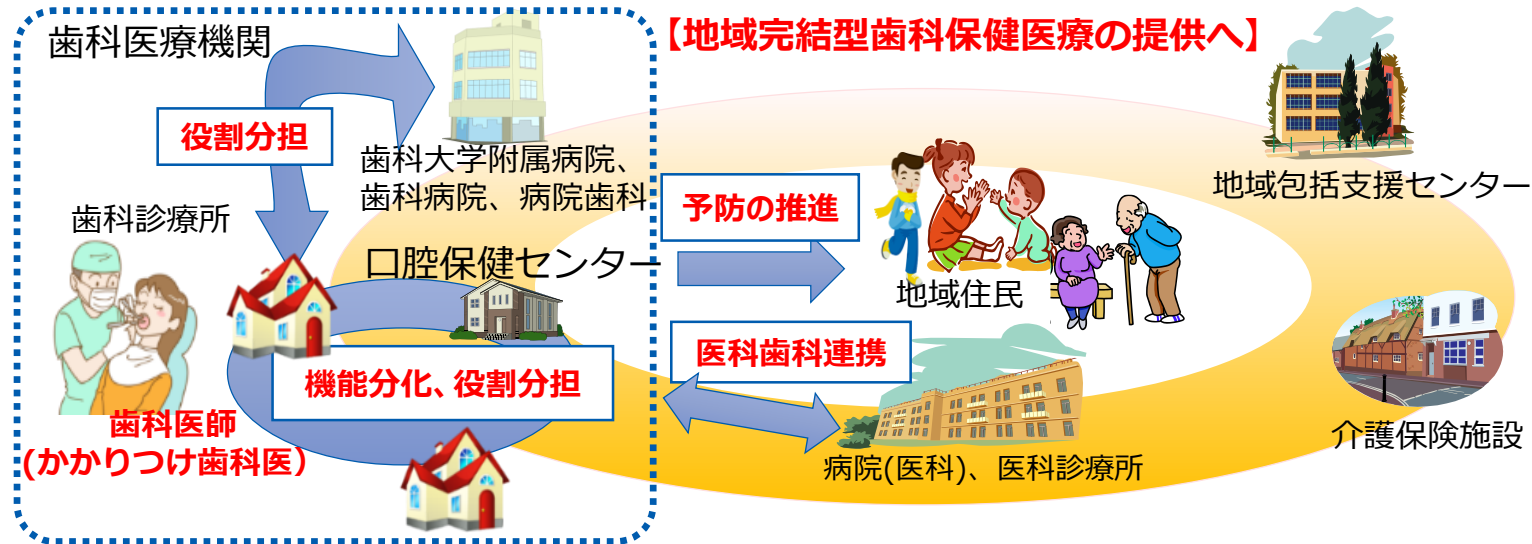 【地域完結型歯科保健医療の提供へ】
歯科医療機関
役割分担
歯科大学附属病院、
歯科病院、病院歯科
歯科診療所
口腔保健センター
機能分化、役割分担
歯科医師
(かかりつけ歯科医）
予防の推進
地域住民
医科歯科連携
病院(医科)、医科診療所
地域包括支援センター
介護保険施設